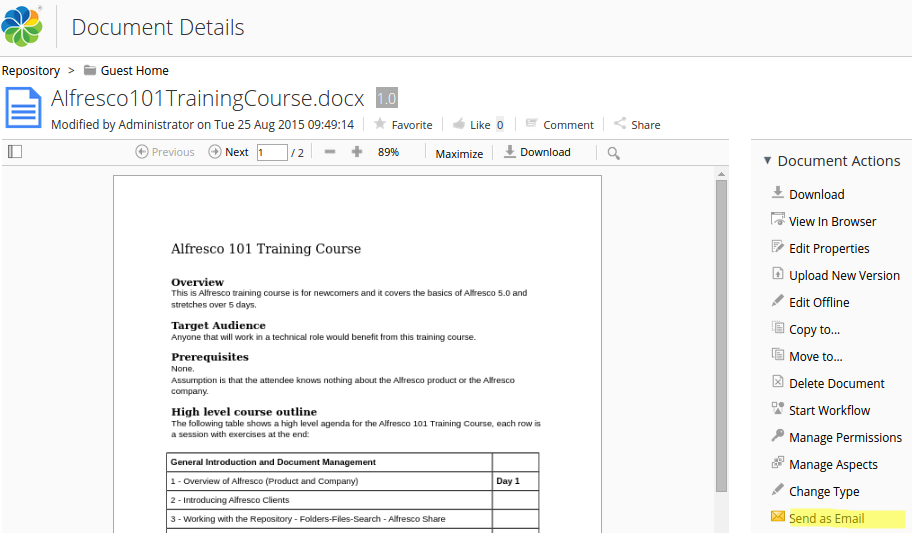 Document Details
Repository > Guest Home
Alfresco101TrainingCourse.docx 1.0
Modified by Administrator on Tue 25 Aug 2015 09:49:14 Favorite Like 0 Comment Share
Previous Next 1 / 2 89% Maximize Download
Alfresco 101 Training Course
Overview
This is Alfresco training course is for newcomers and it covers the basics of Alfresco 5.0 and
stretches over 5 days.
Target Audience
Anyone that will work in a technical role would benefit from this training course.
Prerequisites
None.
Assumption is that the attendee knows nothing about the Alfresco product or the Alfresco
company.
High level course outline
The following table shows a high level agenda for the Alfresco 101 Training Course, each row is
a session with exercises at the end:
General Introduction and Document Management
1 - Overview of Alfresco (Product and Company) Day 1
2 - Introducing Alfresco Clients
3 - Working with the Repository - Folders-Files-Search - Alfresco Share
Document Actions
Download
View In Browser
Edit Properties
Upload New Version
Edit Offline
Copy to...
Move to...
Delete Document
Start Workflow
Manage Permissions
Manage Aspects
Change Type
Send as Email